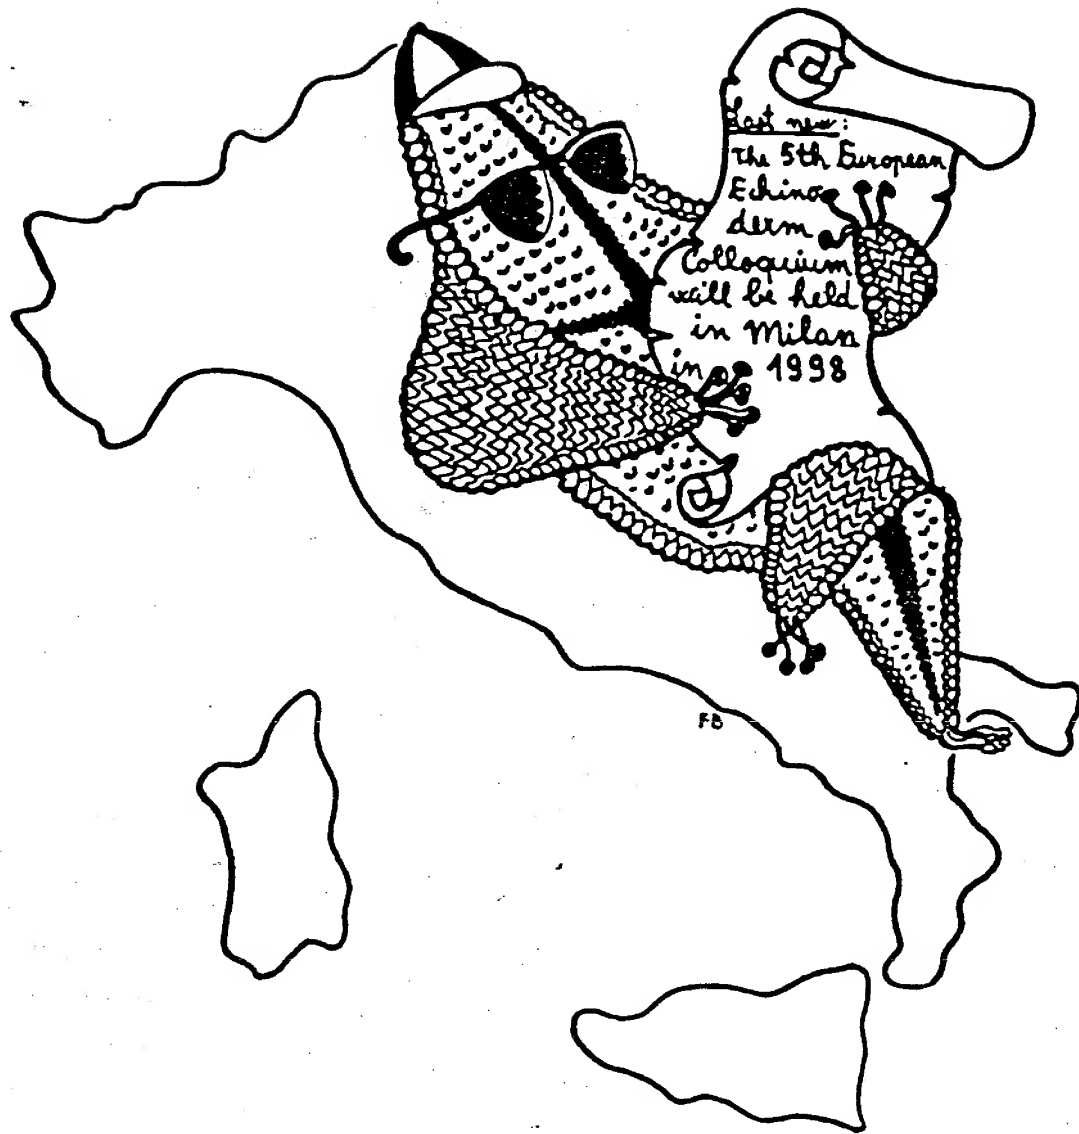 Last new:
The 5th European
Echino
derm
Colloquium
will be held
in Milan
in 1998
FB